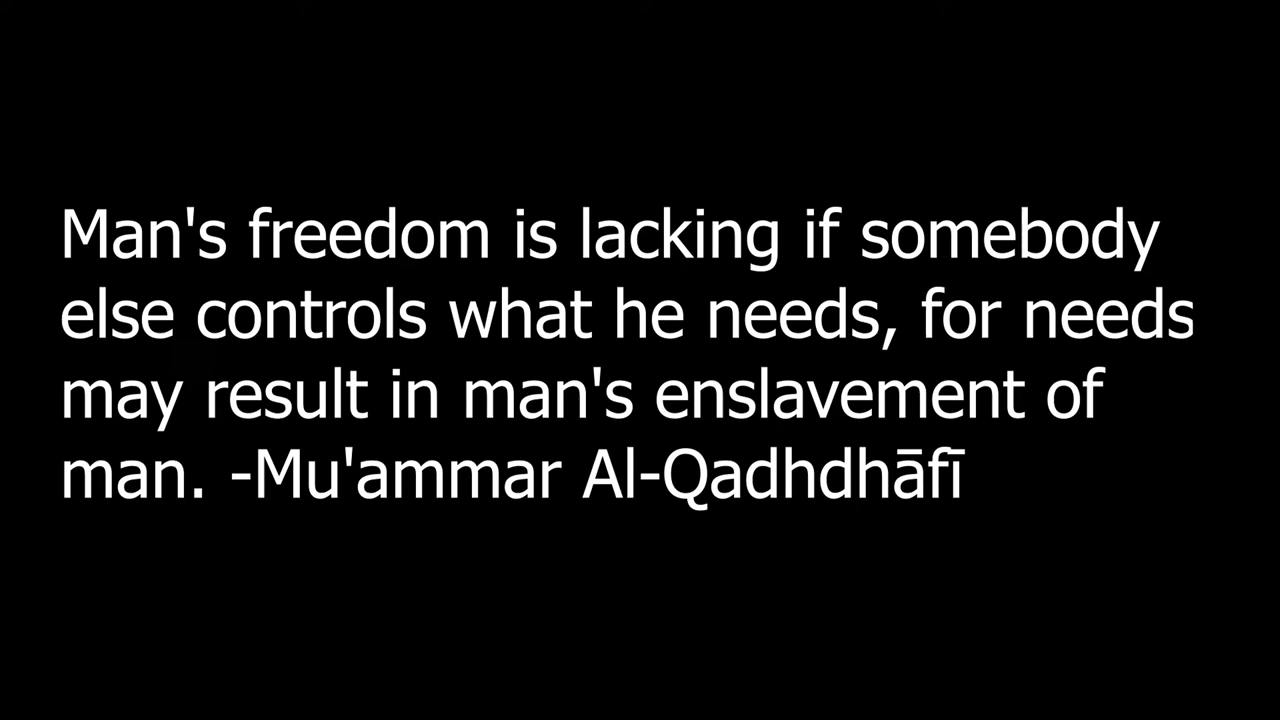 Man's freedom is lacking if somebody
else controls what he needs, for needs
may result in man's enslavement of
man. -Mu'ammar Al-Qadhdhāfī